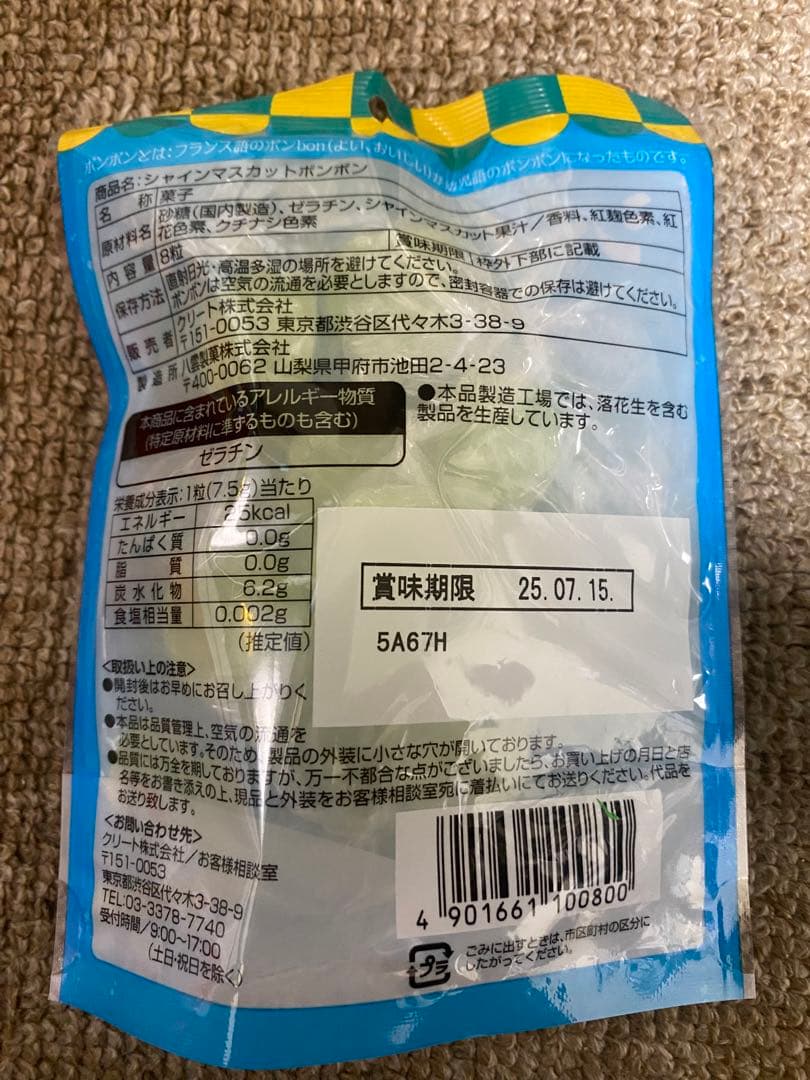 ボンボンとは:フランス語のボンbon(よい、おいしい)が幼児語のボンボンになったものです。
商品名:シャインマスカットボンボン
名 称 菓子
原材料名 砂糖(国内製造)、ゼラチン、シャインマスカット果汁/香料、紅麹色素、紅
花色素、クチナシ色素
内 容 量 8粒 賞味期限 枠外下部に記載
保存方法 直射日光・高温多湿の場所を避けてください。
ボンボンは空気の流通を必要としますので、密封容器での保存は避けてください。
販 売 者 クリート株式会社
〒151-0053 東京都渋谷区代々木3-38-9
製 造 所 八雲製菓株式会社
〒400-0062 山梨県甲府市池田2-4-23
本商品に含まれているアレルギー物質
(特定原材料に準ずるものも含む)
ゼラチン
●本品製造工場では、落花生を含む
製品を生産しています。
栄養成分表示:1粒(7.5g)当たり
エネルギー 25kcal
たんぱく質 0.0g
脂 質 0.0g
炭水化物 6.2g
食塩相当量 0.002g
(推定値)
賞味期限 25.07.15.
5A67H
<取扱い上の注意>
●開封後はお早めにお召し上がりく
ださい。
●本品は品質管理上、空気の流通を
必要としています。そのため、製品の外装に小さな穴が開いております。
●品質には万全を期しておりますが、万一不都合な点がございましたら、お買い上げの月日と店
名等をお書き添えの上、現品と外装をお客様相談室宛に着払いにてお送りください。代品を
お送り致します。
<お問い合わせ先>
クリート株式会社/お客様相談室
〒151-0053
東京都渋谷区代々木3-38-9
TEL:03-3378-7740
受付時間/9:00~17:00
(土日・祝日を除く)
4 901661 100800
プラ
ごみに出すときは、市区町村の区分に
したがってください。